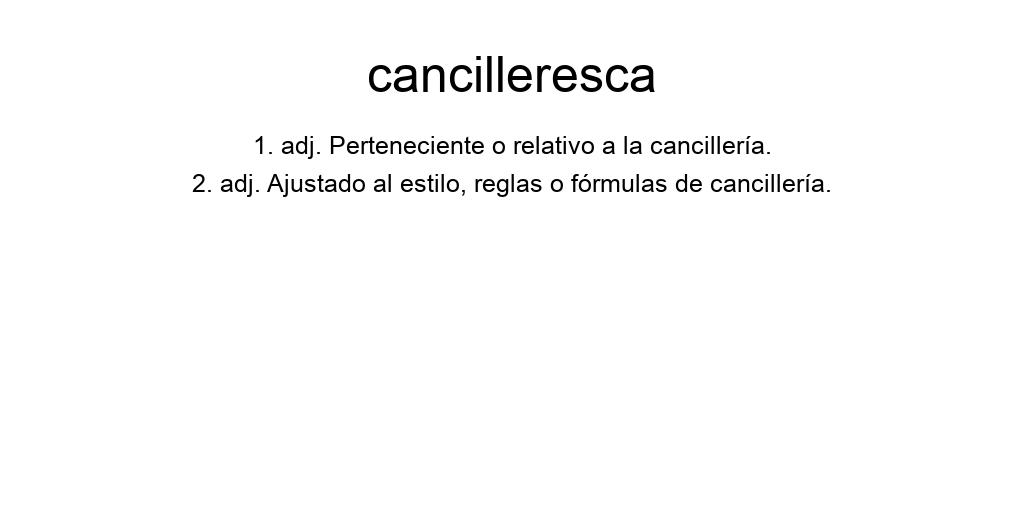 cancilleresca
1. adj. Perteneciente o relativo a la cancillería.
2. adj. Ajustado al estilo, reglas o fórmulas de cancillería.